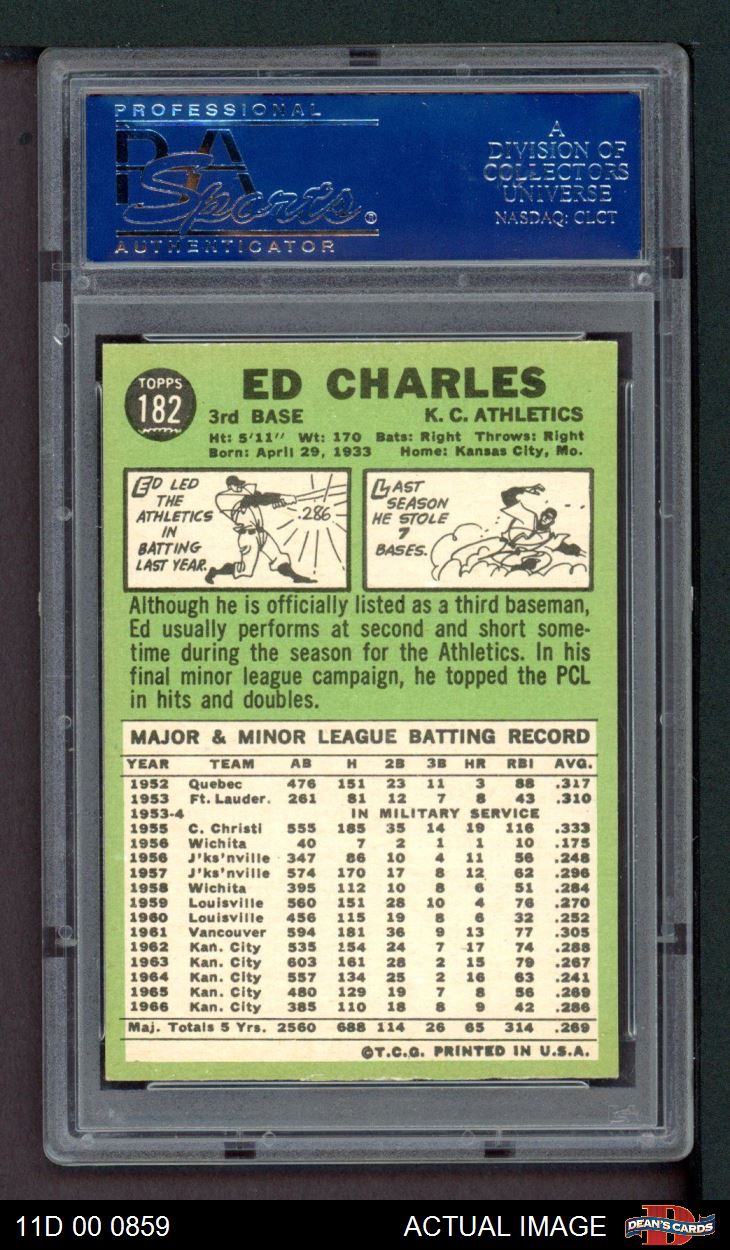 PROFESSIONAL
PSA
Sports®
AUTHENTICATOR
A
DIVISION OF
COLLECTORS
UNIVERSE
NASDAQ: CLCT
TOPPS
182
ED CHARLES
3rd BASE K. C. ATHLETICS
Ht: 5'11'' Wt: 170 Bats: Right Throws: Right
Born: April 29, 1933 Home: Kansas City, Mo.
ED LED
THE
ATHLETICS
IN
BATTING
LAST YEAR.
.286
LAST
SEASON
HE STOLE
7
BASES.
Although he is officially listed as a third baseman,
Ed usually performs at second and short some-
time during the season for the Athletics. In his
final minor league campaign, he topped the PCL
in hits and doubles.
MAJOR & MINOR LEAGUE BATTING RECORD
YEAR TEAM AB H 2B 3B HR RBI AVG.
1952 Quebec 476 151 23 11 3 88 .317
1953 Ft. Lauder. 261 81 12 7 8 43 .310
1953-4 IN MILITARY SERVICE
1955 C. Christi 555 185 35 14 19 116 .333
1956 Wichita 40 7 2 1 1 10 .175
1956 J'ks'nville 347 86 10 4 11 56 .248
1957 J'ks'nville 574 170 17 8 12 62 .296
1958 Wichita 395 112 10 8 6 51 .284
1959 Louisville 560 151 28 10 4 76 .270
1960 Louisville 456 115 19 8 6 32 .252
1961 Vancouver 594 181 36 9 13 77 .305
1962 Kan. City 535 154 24 7 17 74 .288
1963 Kan. City 603 161 28 2 15 79 .267
1964 Kan. City 557 134 25 2 16 63 .241
1965 Kan. City 480 129 19 7 8 56 .269
1966 Kan. City 385 110 18 8 9 42 .286
Maj. Totals 5 Yrs. 2560 688 114 26 65 314 .269
©T.C.G. PRINTED IN U.S.A.
11D 00 0859 ACTUAL IMAGE
DEAN'S CARDS